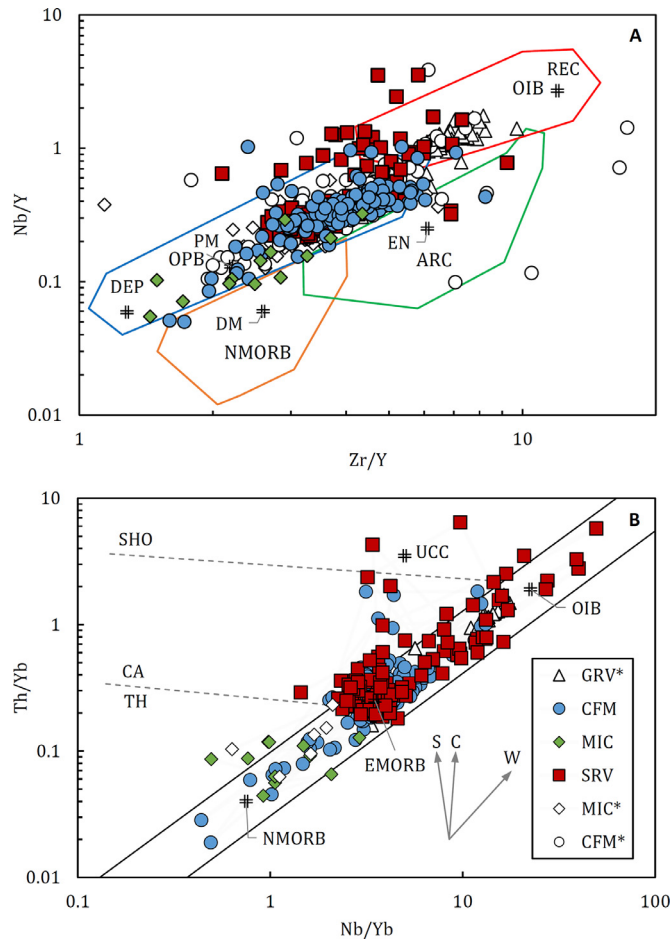 1
A
REC
OIB
1
Nb/Y
PM
OPB
EN
ARC
0.1
DEP
DM
NMORB
0.01
1
10
Zr/Y
100
B
SHO
UCC
10
OIB
1
Th/Yb
CA
TH
GRV*
CFM
MIC
SRV
MIC*
CFM*
EMORB
S C
W
0.1
NMORB
0.01
0.1
1
10
100
Nb/Yb